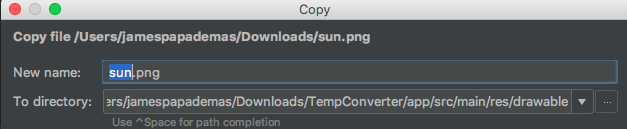 Copy
Copy file /Users/jamespapademas/Downloads/sun.png
New name: sun.png
To directory: ers/jamespapademas/Downloads/TempConverter/app/src/main/res/drawable ...
Use ^Space for path completion